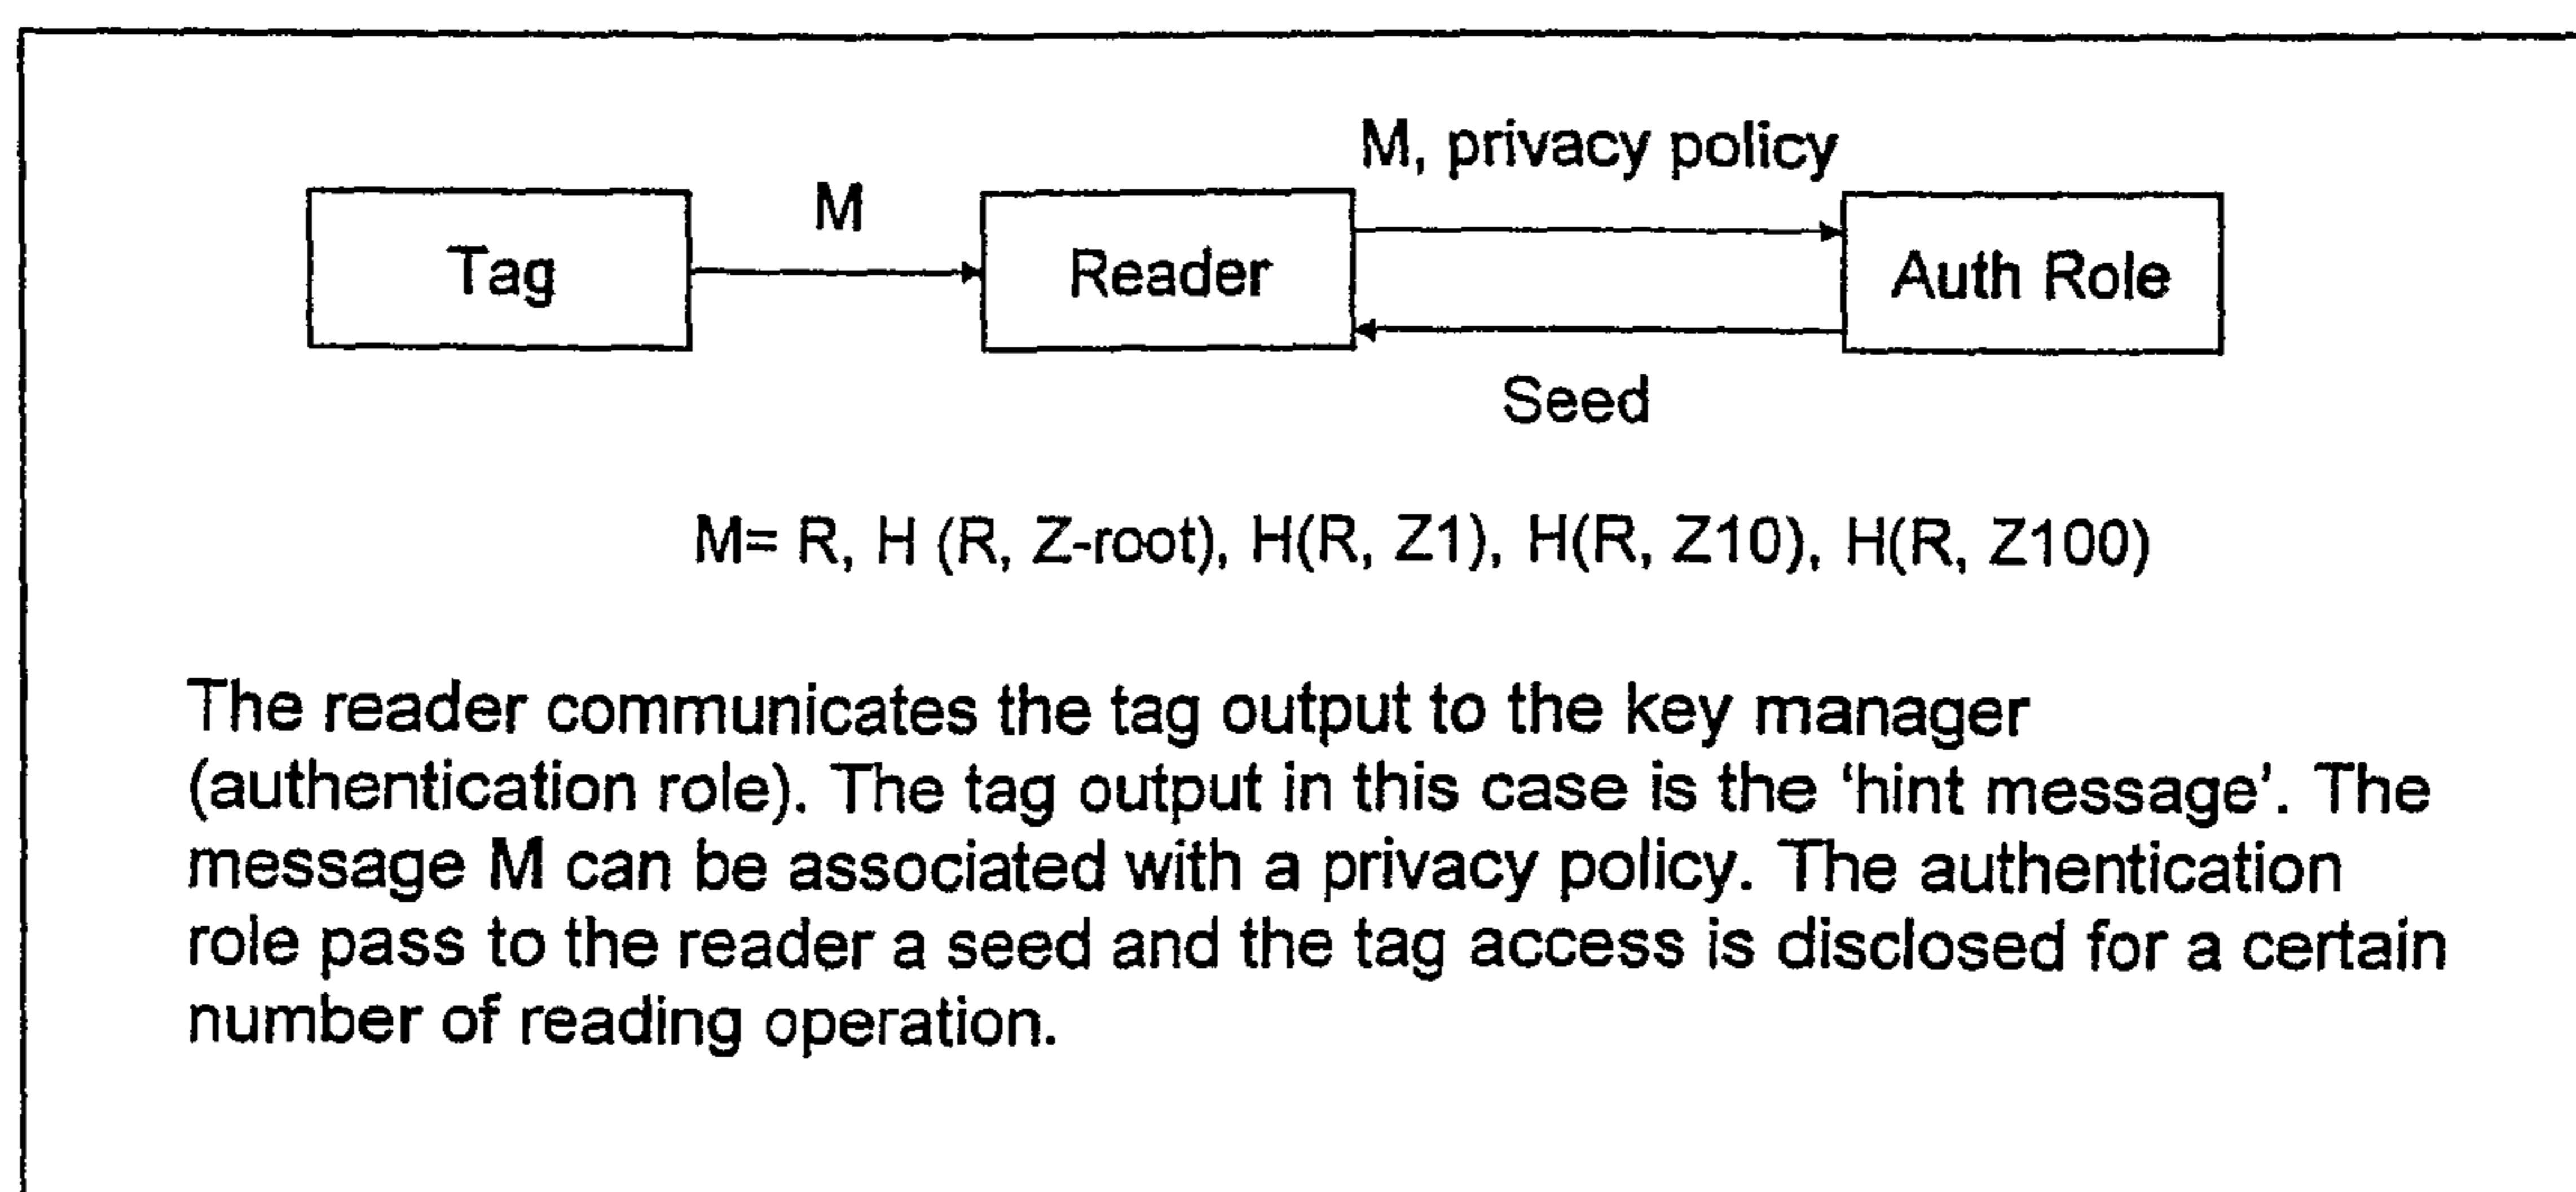 M, privacy policy
M
Tag
Reader
Auth Role
Seed
M= R, H (R, Z-root), H(R, Z1), H(R, Z10), H(R, Z100)
The reader communicates the tag output to the key manager
(authentication role). The tag output in this case is the ‘hint message’. The
message M can be associated with a privacy policy. The authentication
role pass to the reader a seed and the tag access is disclosed for a certain
number of reading operation.